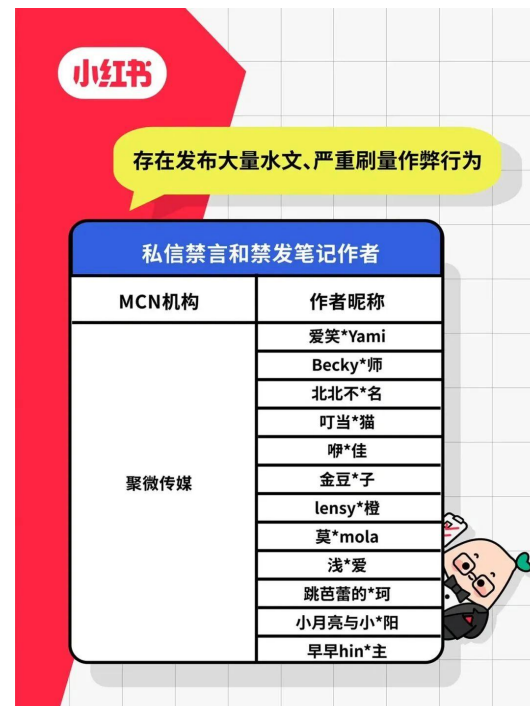 小红书
存在发布大量水文、严重刷量作弊行为
私信禁言和禁发笔记作者
MCN机构
作者昵称
聚微传媒
爱笑*Yami
Becky*师
北北不*名
叮当*猫
咿*佳
金豆*子
lensy*橙
莫*mola
浅*爱
跳芭蕾的*珂
小月亮与小*阳
早早hin*主